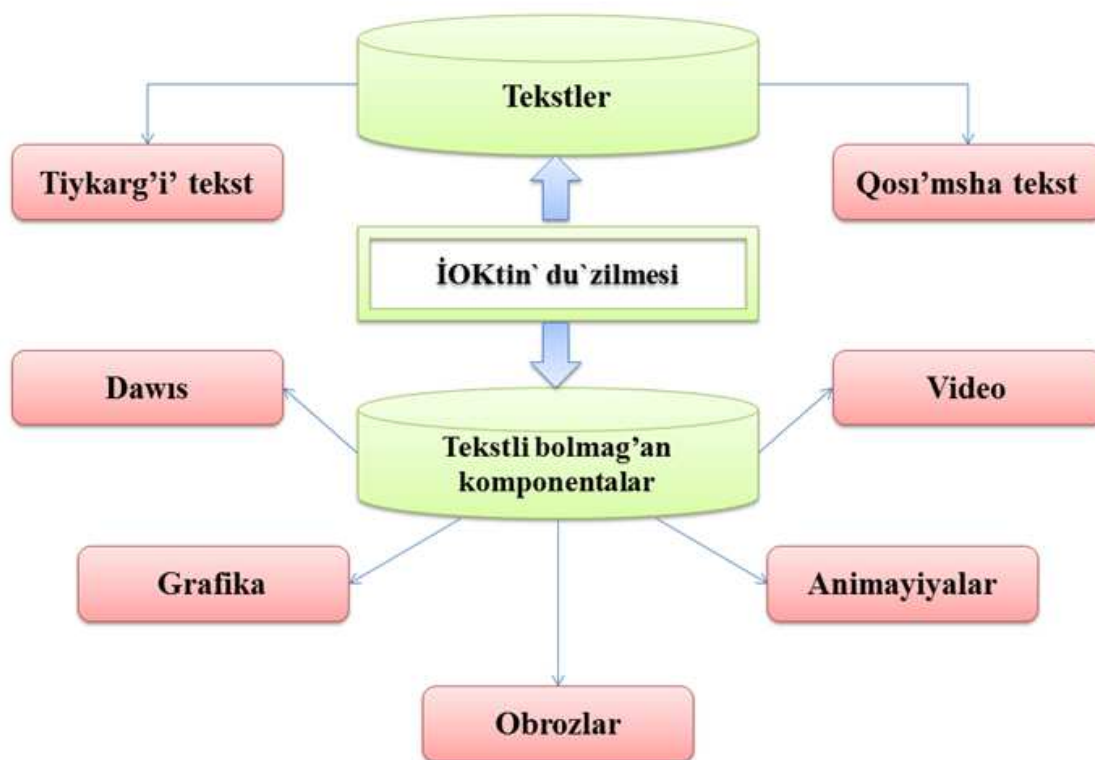 Tekstler
Tiykarg’i’ tekst
Qosı’msha tekst
İOKtin` du`zilmesi
Dawıs
Video
Tekstli bolmag’an
komponentalar
Grafika
Animayiyalar
Obrozlar